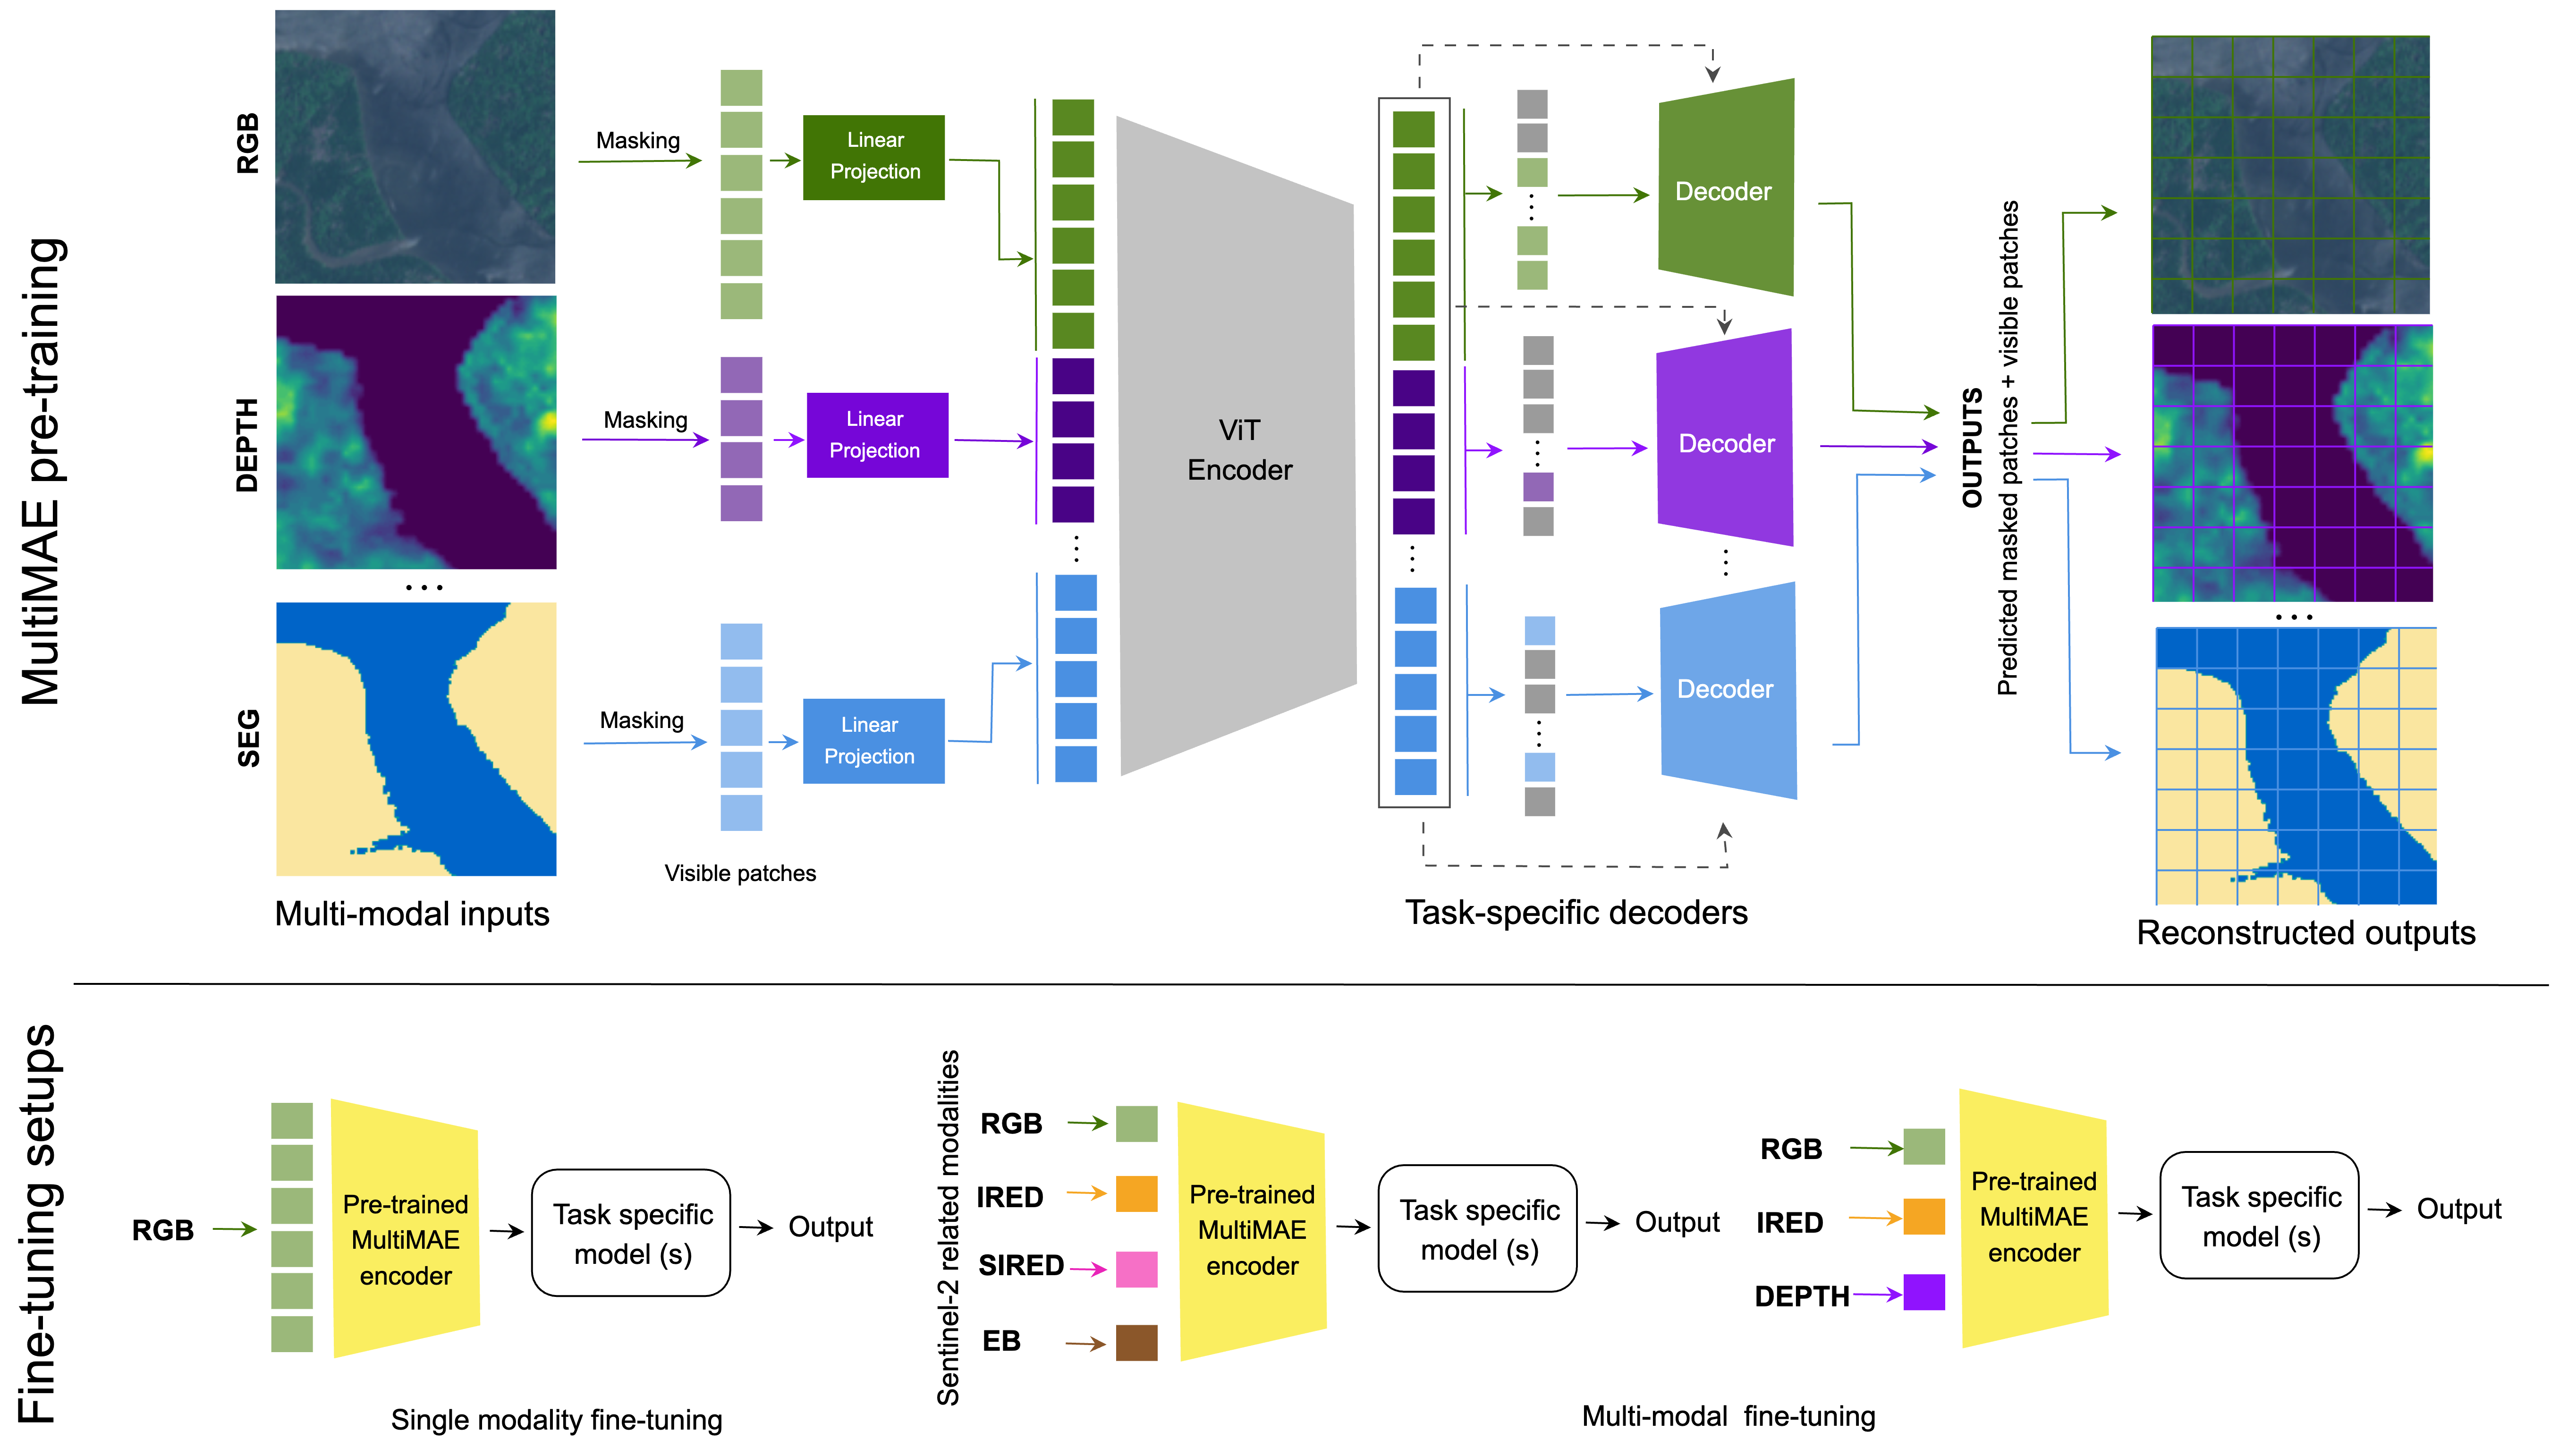 MultiMAE pre-training
RGB
DEPTH
SEG
...
Masking
Masking
Masking
Linear
Projection
Linear
Projection
Linear
Projection
Visible patches
Multi-modal inputs
ViT
Encoder
Decoder
Decoder
Decoder
Task-specific decoders
OUTPUTS
Predicted masked patches + visible patches
...
Reconstructed outputs
Fine-tuning setups
RGB
Pre-trained
MultiMAE
encoder
Task specific
model (s)
Output
Single modality fine-tuning
Sentinel-2 related modalities
RGB
IRED
SIRED
EB
Pre-trained
MultiMAE
encoder
Task specific
model (s)
Output
RGB
IRED
DEPTH
Pre-trained
MultiMAE
encoder
Task specific
model (s)
Output
Multi-modal fine-tuning